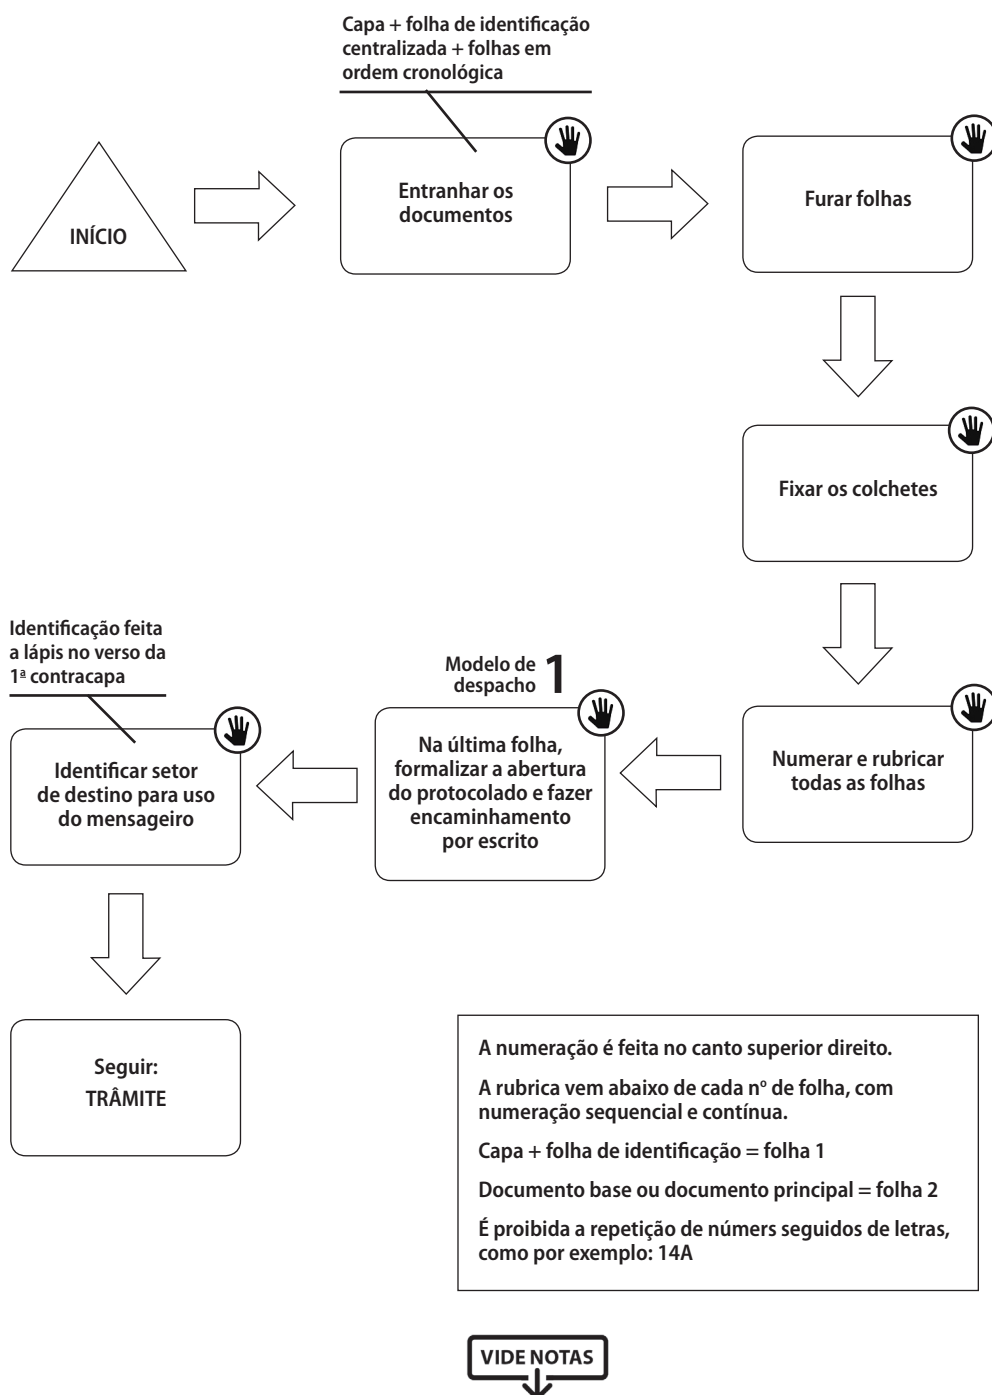 Capa + folha de identificação
centralizada + folhas em
ordem cronológica
INÍCIO
Entranhar os
documentos
Furar folhas
Fixar os colchetes
Numerar e rubricar
todas as folhas
Modelo de
despacho 1
Na última folha,
formalizar a abertura
do protocolado e fazer
encaminhamento
por escrito
Identificação feita
a lápis no verso da
1ª contracapa
Identificar setor
de destino para uso
do mensageiro
Seguir:
TRÂMITE
A numeração é feita no canto superior direito.
A rubrica vem abaixo de cada nº de folha, com
numeração sequencial e contínua.
Capa + folha de identificação = folha 1
Documento base ou documento principal = folha 2
É proibida a repetição de númers seguidos de letras,
como por exemplo: 14A
VIDE NOTAS